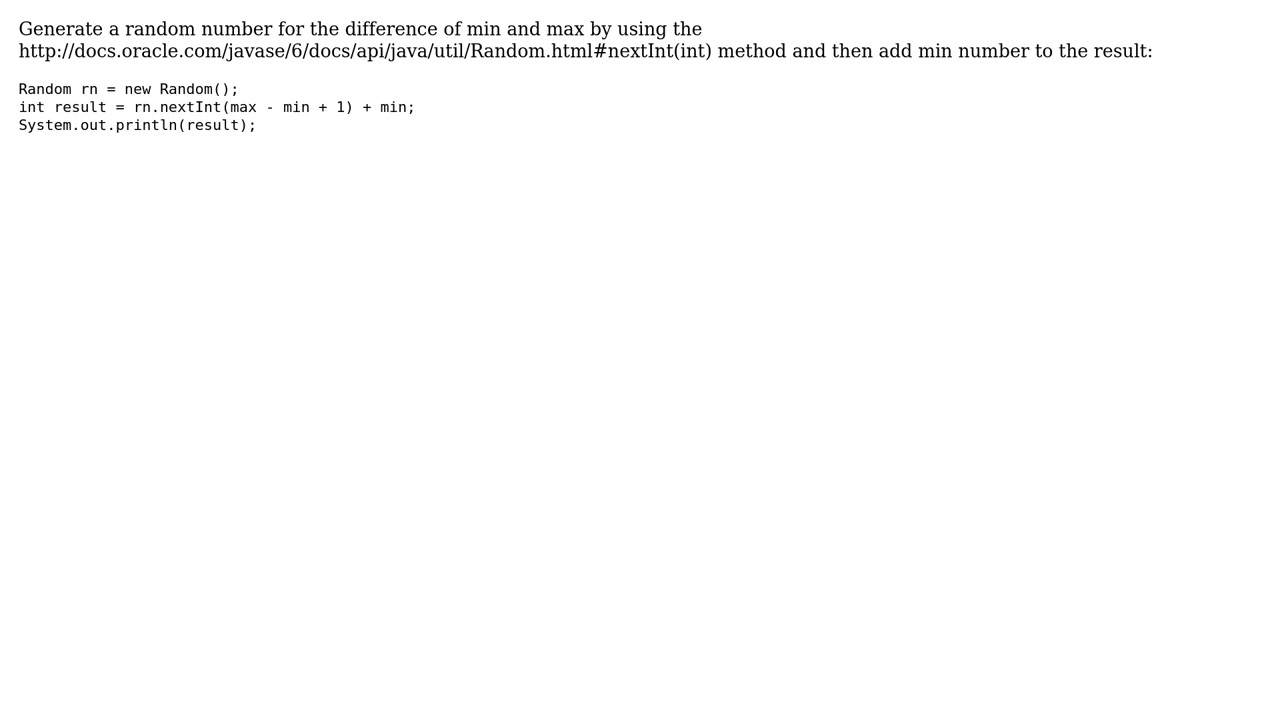 Generate a random number for the difference of min and max by using the
http://docs.oracle.com/javase/6/docs/api/java/util/Random.html#nextInt(int) method and then add min number to the result:
Random rn = new Random();
int result = rn.nextInt(max - min + 1) + min;
System.out.println(result);